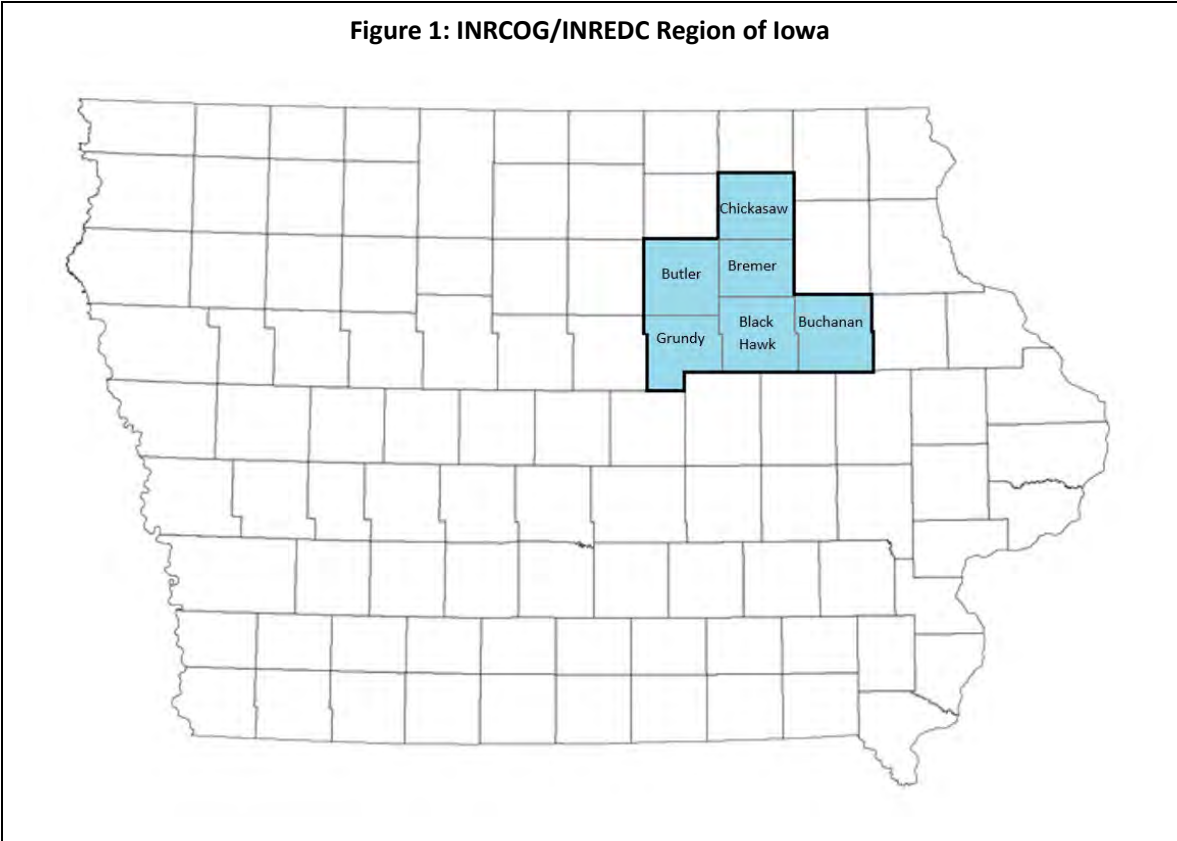 Figure 1: INRCOG/INREDC Region of Iowa
Chickasaw
Butler
Bremer
Grundy
Black
Hawk
Buchanan